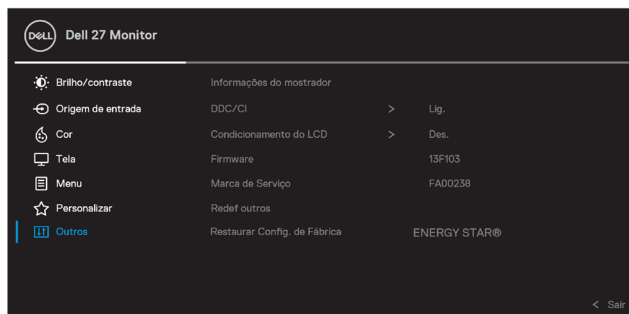 DELL Dell 27 Monitor
Brilho/contraste Informações do mostrador
Origem de entrada DDC/CI > Lig.
Cor Condicionamento do LCD > Des.
Tela Firmware 13F103
Menu Marca de Serviço FA00238
Personalizar Redef outros
Outros Restaurar Config. de Fábrica ENERGY STAR®
< Sair